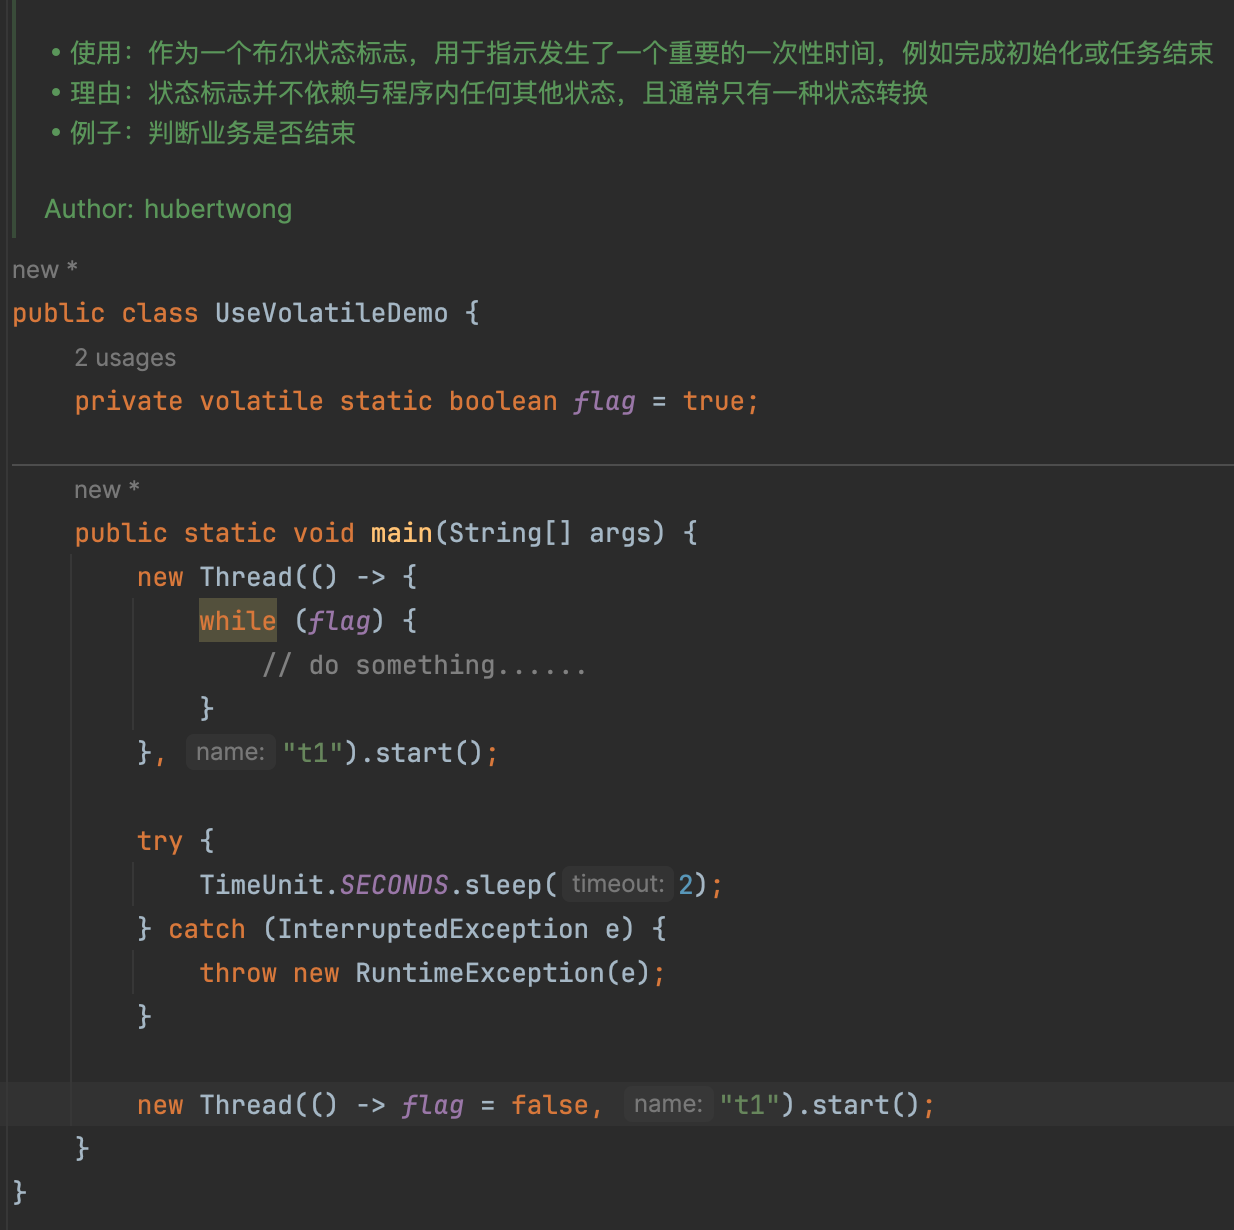 • 使用：作为一个布尔状态标志，用于指示发生了一个重要的一次性时间，例如完成初始化或任务结束
• 理由：状态标志并不依赖与程序内任何其他状态，且通常只有一种状态转换
• 例子：判断业务是否结束
Author: hubertwong
new *
public class UseVolatileDemo {
2 usages
private volatile static boolean flag = true;
new *
public static void main(String[] args) {
new Thread(() -> {
while (flag) {
// do something......
}
}, name: "t1").start();
try {
TimeUnit.SECONDS.sleep( timeout: 2);
} catch (InterruptedException e) {
throw new RuntimeException(e);
}
new Thread(() -> flag = false, name: "t1").start();
}
}